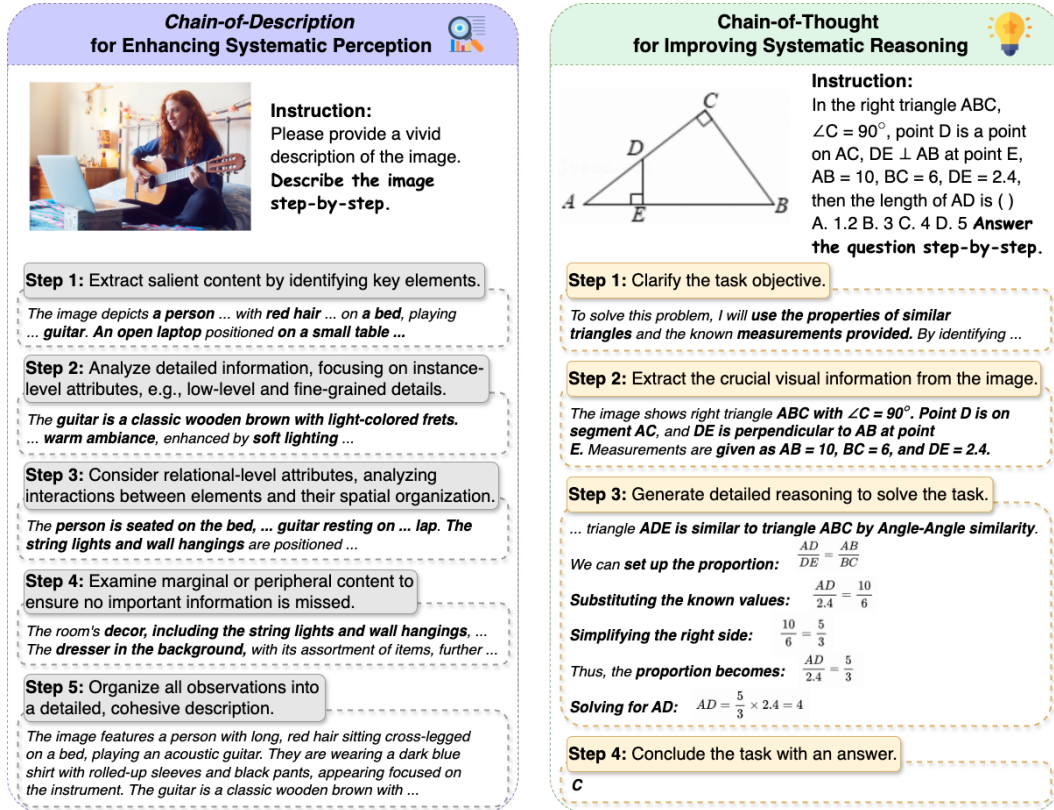 Chain-of-Description
for Enhancing Systematic Perception
Instruction:
Please provide a vivid
description of the image.
Describe the image
step-by-step.
Step 1: Extract salient content by identifying key elements.
The image depicts a person ... with red hair ... on a bed, playing
... guitar. An open laptop positioned on a small table ...
Step 2: Analyze detailed information, focusing on instance-
level attributes, e.g., low-level and fine-grained details.
The guitar is a classic wooden brown with light-colored frets.
... warm ambiance, enhanced by soft lighting ...
Step 3: Consider relational-level attributes, analyzing
interactions between elements and their spatial organization.
The person is seated on the bed, ... guitar resting on ... lap. The
string lights and wall hangings are positioned ...
Step 4: Examine marginal or peripheral content to
ensure no important information is missed.
The room's decor, including the string lights and wall hangings, ...
The dresser in the background, with its assortment of items, further ...
Step 5: Organize all observations into
a detailed, cohesive description.
The image features a person with long, red hair sitting cross-legged
on a bed, playing an acoustic guitar. They are wearing a dark blue
shirt with rolled-up sleeves and black pants, appearing focused on
the instrument. The guitar is a classic wooden brown with ...
Chain-of-Thought
for Improving Systematic Reasoning
C
D
A
E
B
Instruction:
In the right triangle ABC,
∠C = 90°, point D is a point
on AC, DE ⊥ AB at point E,
AB = 10, BC = 6, DE = 2.4,
then the length of AD is ( )
A. 1.2 B. 3 C. 4 D. 5 Answer
the question step-by-step.
Step 1: Clarify the task objective.
To solve this problem, I will use the properties of similar
triangles and the known measurements provided. By identifying ...
Step 2: Extract the crucial visual information from the image.
The image shows right triangle ABC with ∠C = 90°. Point D is on
segment AC, and DE is perpendicular to AB at point
E. Measurements are given as AB = 10, BC = 6, and DE = 2.4.
Step 3: Generate detailed reasoning to solve the task.
... triangle ADE is similar to triangle ABC by Angle-Angle similarity.
We can set up the proportion: AD/DE = AB/BC
Substituting the known values: AD/2.4 = 10/6
Simplifying the right side: 10/6 = 5/3
Thus, the proportion becomes: AD/2.4 = 5/3
Solving for AD: AD = 5/3 × 2.4 = 4
Step 4: Conclude the task with an answer.
C